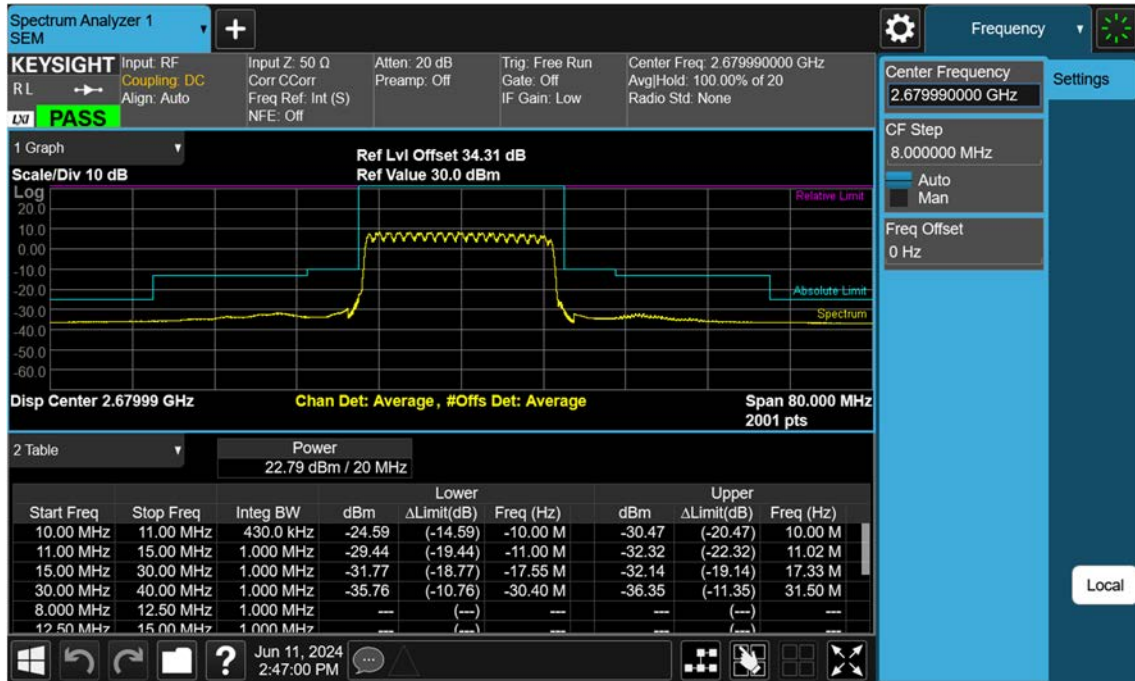 Spectrum Analyzer 1
SEM
Frequency
KEYSIGHT
R L
LXI PASS
Input: RF
Coupling: DC
Align: Auto
Input Z: 50 Ω
Corr CCorr
Freq Ref: Int (S)
NFE: Off
Atten: 20 dB
Preamp: Off
Trig: Free Run
Gate: Off
IF Gain: Low
Center Freq: 2.679990000 GHz
Avg|Hold: 100.00% of 20
Radio Std: None
Center Frequency
2.679990000 GHz
Settings
CF Step
8.000000 MHz
Auto
Man
Freq Offset
0 Hz
1 Graph
Ref Lvl Offset 34.31 dB
Scale/Div 10 dB
Ref Value 30.0 dBm
Log
Relative Limit
20.0
10.0
0.00
-10.0
-20.0
Absolute Limit
-30.0
Spectrum
-40.0
-50.0
-60.0
Disp Center 2.67999 GHz
Chan Det: Average, #Offs Det: Average
Span 80.000 MHz
2001 pts
2 Table
Power
22.79 dBm / 20 MHz
Lower Upper
Start Freq Stop Freq Integ BW dBm ΔLimit(dB) Freq (Hz) dBm ΔLimit(dB) Freq (Hz)
10.00 MHz 11.00 MHz 430.0 kHz -24.59 (-14.59) -10.00 M -30.47 (-20.47) 10.00 M
11.00 MHz 15.00 MHz 1.000 MHz -29.44 (-19.44) -11.00 M -32.32 (-22.32) 11.02 M
15.00 MHz 30.00 MHz 1.000 MHz -31.77 (-18.77) -17.55 M -32.14 (-19.14) 17.33 M
30.00 MHz 40.00 MHz 1.000 MHz -35.76 (-10.76) -30.40 M -36.35 (-11.35) 31.50 M
8.000 MHz 12.50 MHz 1.000 MHz --- (---) --- --- (---) ---
12.50 MHz 15.00 MHz 1.000 MHz --- (---) --- --- (---) ---
Local
?
Jun 11, 2024
2:47:00 PM